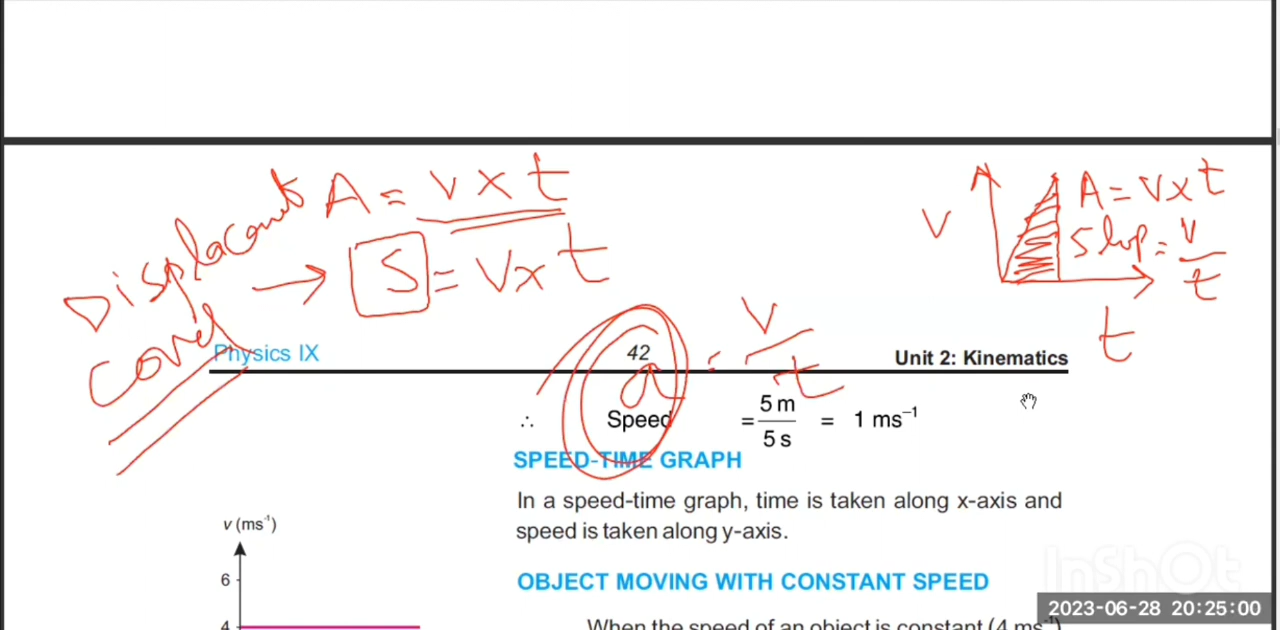 A = v x t
Displacant
→ S = v x t
Covel
V
A = v x t
Slop = v/t
t
a = v/t
Physics IX 42 Unit 2: Kinematics
∴ Speed = 5 m / 5 s = 1 ms⁻¹
SPEED-TIME GRAPH
In a speed-time graph, time is taken along x-axis and
speed is taken along y-axis.
v (ms⁻¹)
6
OBJECT MOVING WITH CONSTANT SPEED
4
When the speed of an object is constant (4 ms⁻¹)
InShOt
2023-06-28 20:25:00